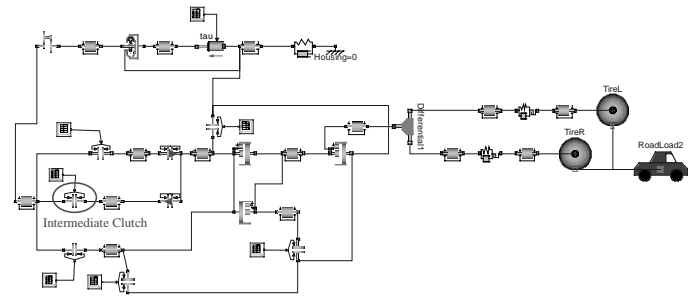 tau
Housing=0
Differential1
TireL
TireR
RoadLoad2
Intermediate Clutch